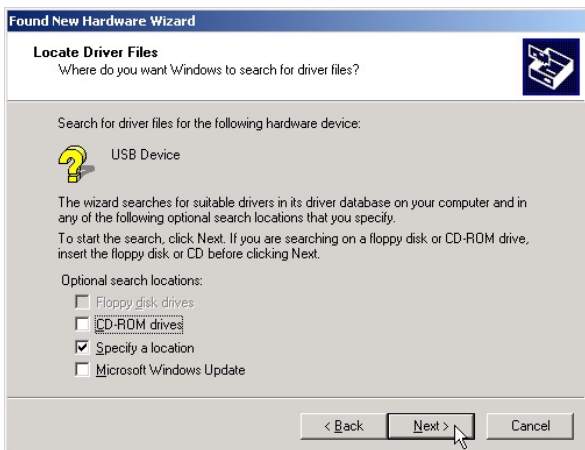 Found New Hardware Wizard
Locate Driver Files
Where do you want Windows to search for driver files?
Search for driver files for the following hardware device:
USB Device
The wizard searches for suitable drivers in its driver database on your computer and in
any of the following optional search locations that you specify.
To start the search, click Next. If you are searching on a floppy disk or CD-ROM drive,
insert the floppy disk or CD before clicking Next.
Optional search locations:
Floppy disk drives
CD-ROM drives
Specify a location
Microsoft Windows Update
< Back Next > Cancel